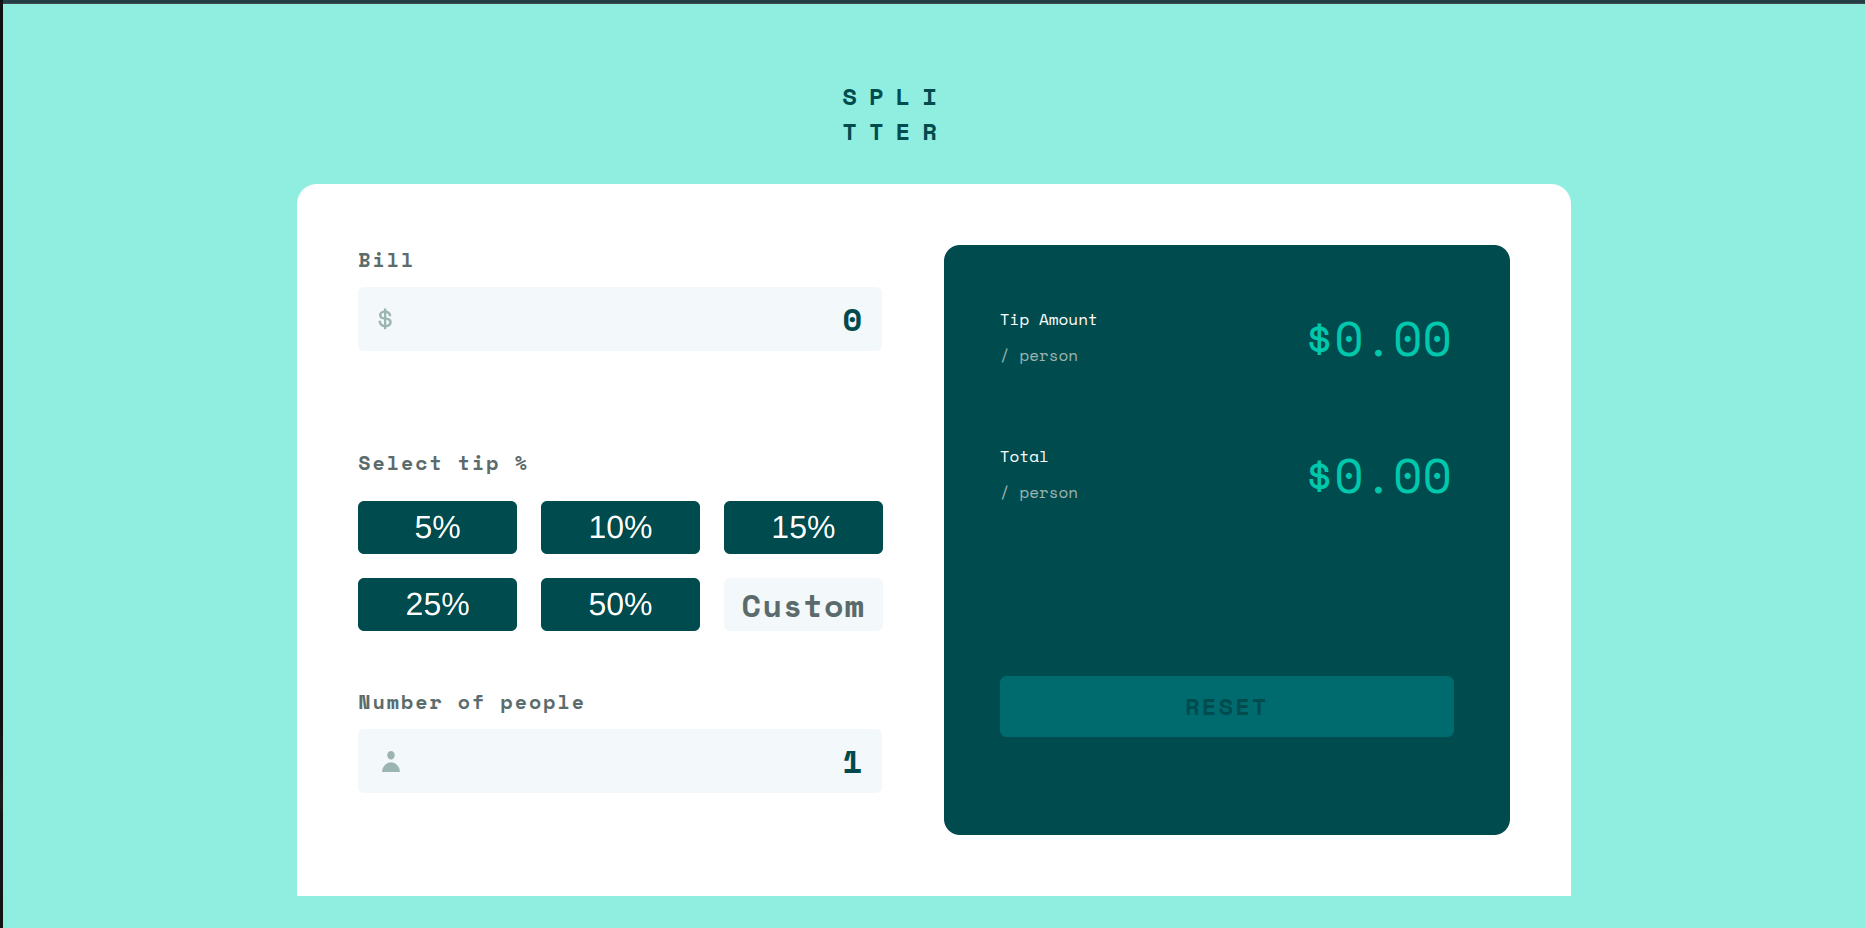 SPLI
TTER
Bill
$ 0
Select tip %
5% 10% 15%
25% 50% Custom
Number of people
1
Tip Amount
/ person
$0.00
Total
/ person
$0.00
RESET